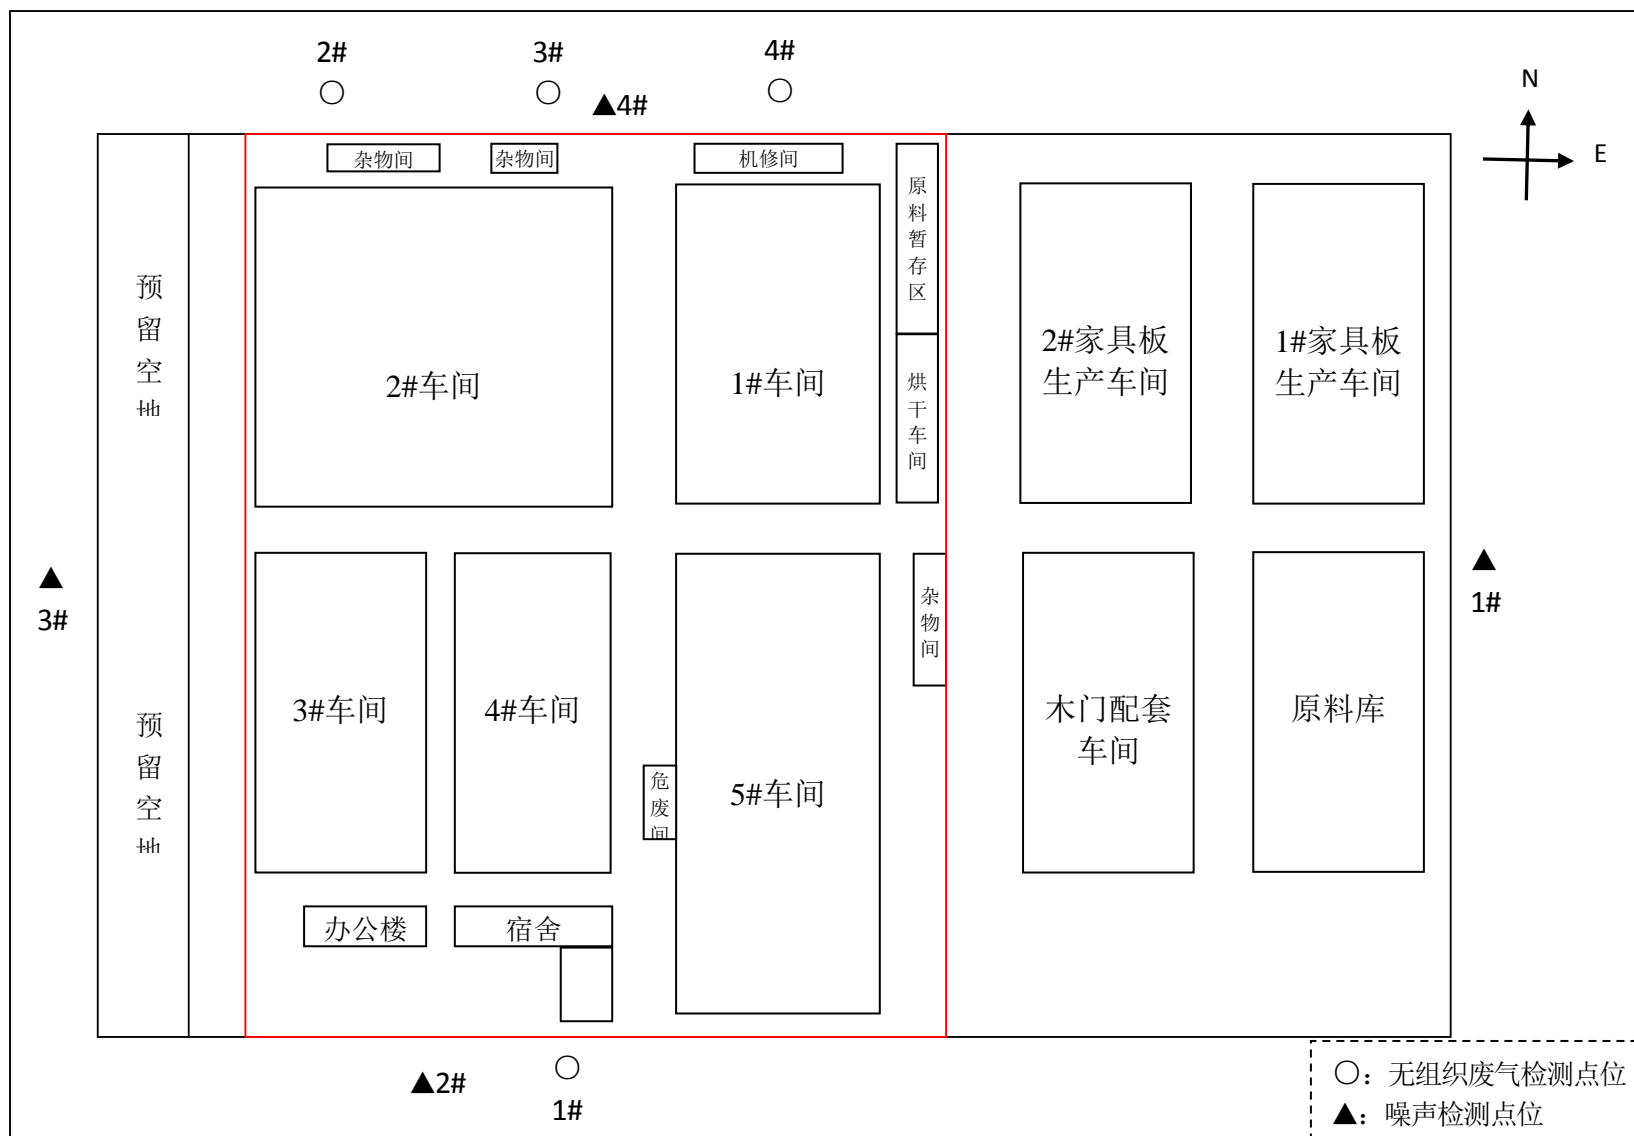 2#
3#
4#
▲4#
N
E
杂物间
杂物间
机修间
原料暂存区
预留空地
2#车间
1#车间
烘干车间
2#家具板
生产车间
1#家具板
生产车间
▲
3#
▲
1#
杂物间
预留空地
3#车间
4#车间
危废间
5#车间
木门配套
车间
原料库
办公楼
宿舍
▲2#
1#
○：无组织废气检测点位
▲：噪声检测点位